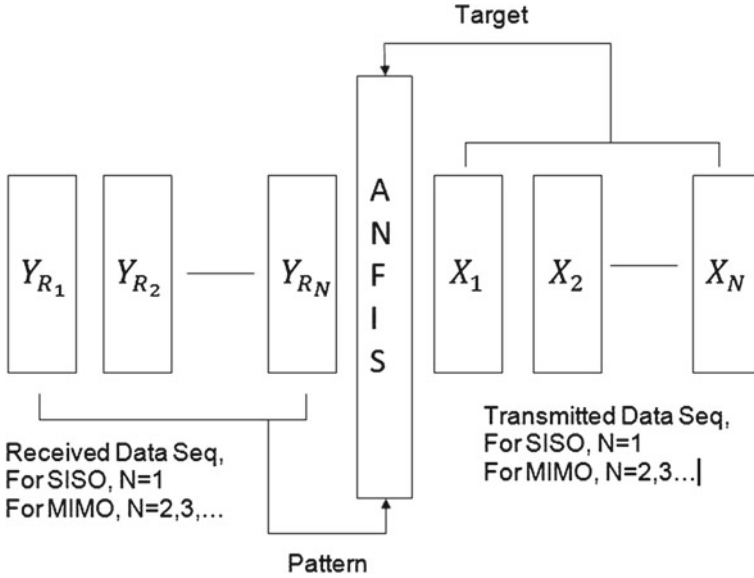 Target
A
N
F
I
S
Y_{R_1}
Y_{R_2}
Y_{R_N}
X_1
X_2
X_N
Received Data Seq,
For SISO, N=1
For MIMO, N=2,3,...
Transmitted Data Seq,
For SISO, N=1
For MIMO, N=2,3...|
Pattern